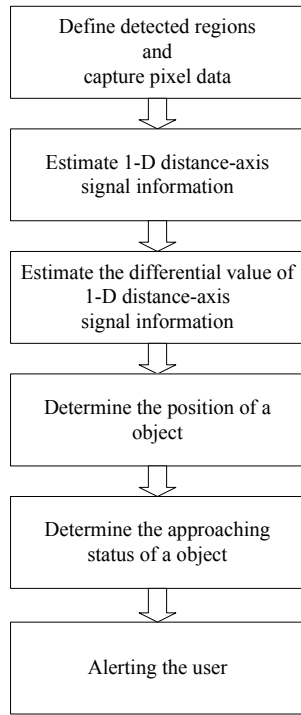 Define detected regions
and
capture pixel data
Estimate 1-D distance-axis
signal information
Estimate the differential value of
1-D distance-axis
signal information
Determine the position of a
object
Determine the approaching
status of a object
Alerting the user